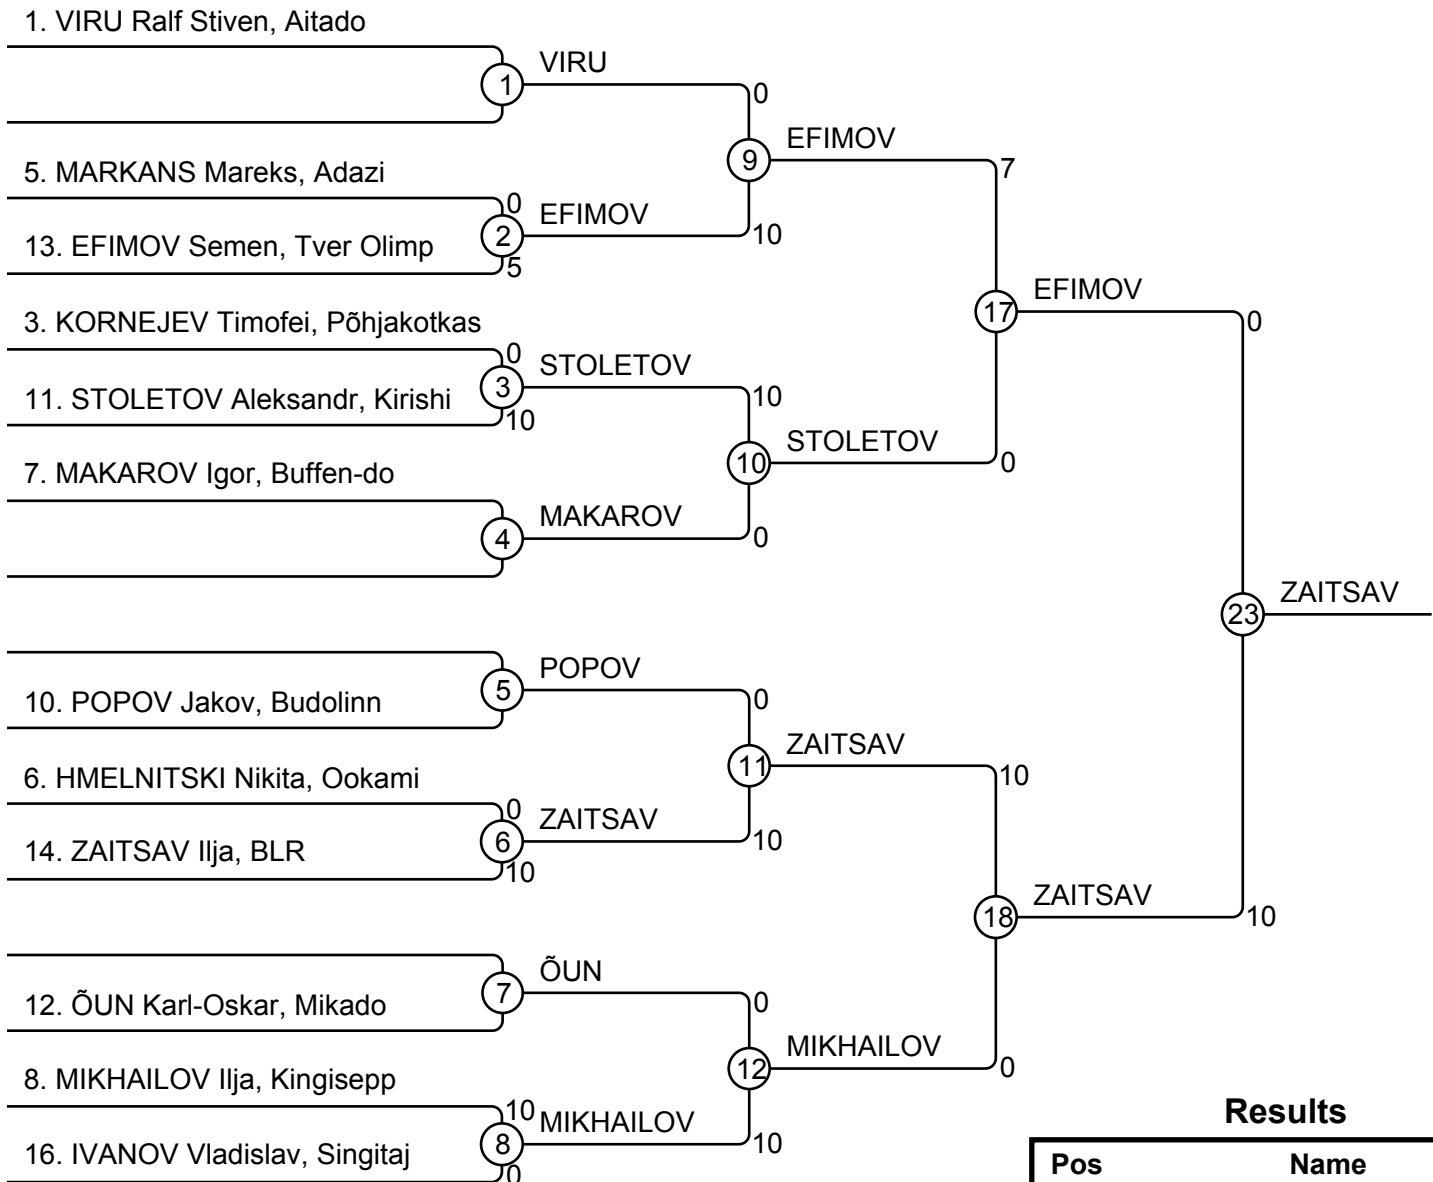 1. VIRU Ralf Stiven, Aitado
1
VIRU
0
5. MARKANS Mareks, Adazi
0
13. EFIMOV Semen, Tver Olimp
5
2
EFIMOV
10
9
EFIMOV
7
3. KORNEJEV Timofei, Põhjakotkas
0
11. STOLETOV Aleksandr, Kirishi
10
3
STOLETOV
10
7. MAKAROV Igor, Buffen-do
4
MAKAROV
0
10
STOLETOV
0
17
EFIMOV
0
10. POPOV Jakov, Budolinn
5
POPOV
0
6. HMELNITSKI Nikita, Ookami
0
14. ZAITSAV Ilja, BLR
10
6
ZAITSAV
10
11
ZAITSAV
10
12. ÕUN Karl-Oskar, Mikado
7
ÕUN
0
8. MIKHAILOV Ilja, Kingisepp
10
16. IVANOV Vladislav, Singitaj
0
8
MIKHAILOV
10
12
MIKHAILOV
0
18
ZAITSAV
10
23
ZAITSAV
Results
Pos Name